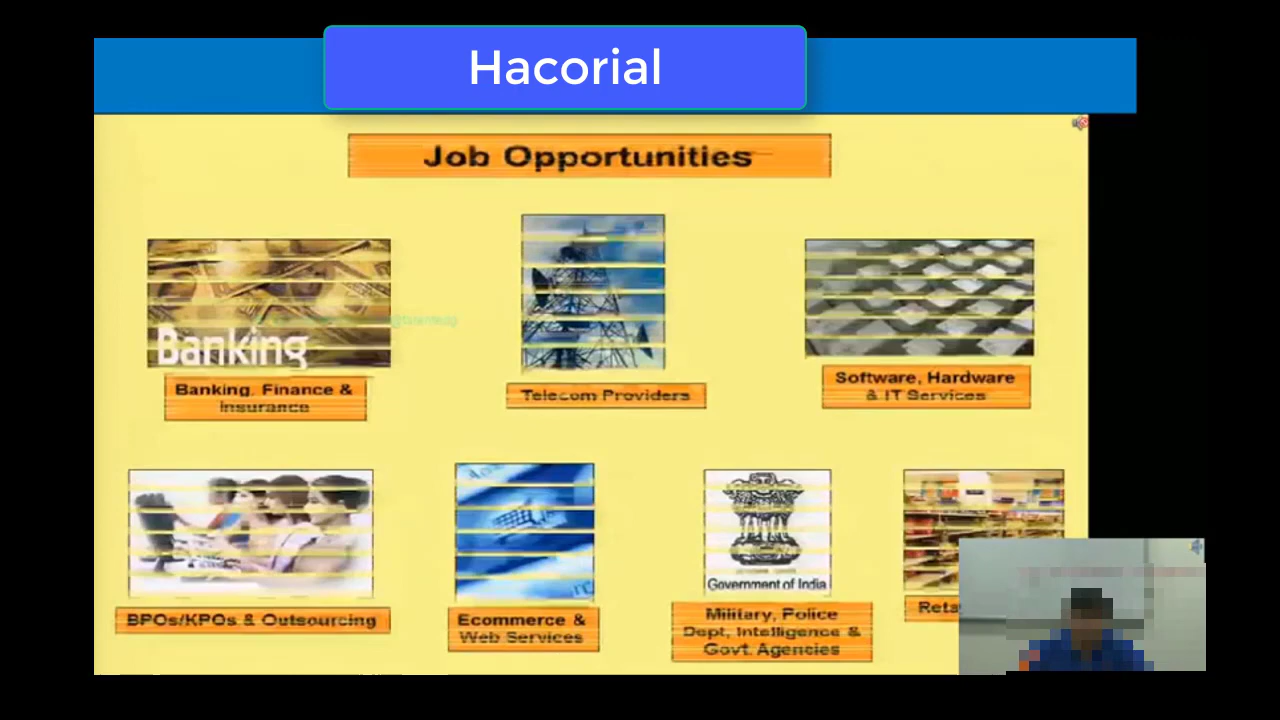 Hacorial
Job Opportunities
Banking
Banking, Finance &
Insurance
Telecom Providers
Software, Hardware
& IT Services
BPOs/KPOs & Outsourcing
Ecommerce &
Web Services
Government of India
Military, Police
Dept, Intelligence &
Govt. Agencies